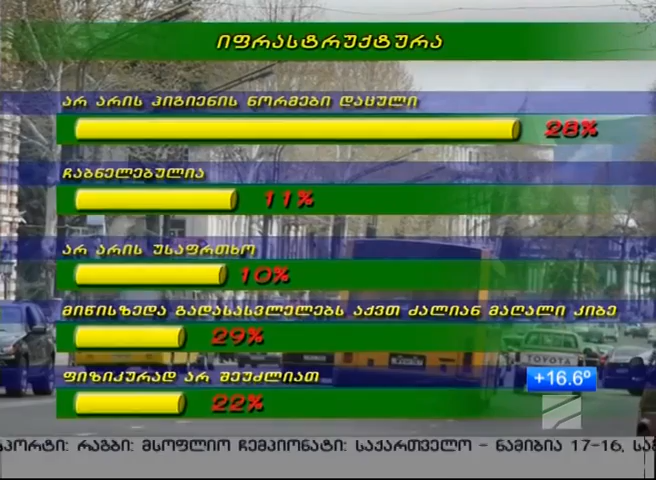 ინფრასტრუქტურა
არ არის ჰიგიენის ნორმები დაცული
28%
ჩაბნელებულია
11%
არ არის უსაფრთხო
10%
მიწისზედა გადასასვლელებს აქვთ ძალიან მაღალი კიბე
29%
ფიზიკურად არ შეუძლიათ
22%
+16.6°
TOYOTA
სპორტი: რაგბი: მსოფლიო ჩემპიონატი: საქართველო - ნამიბია 17-16,